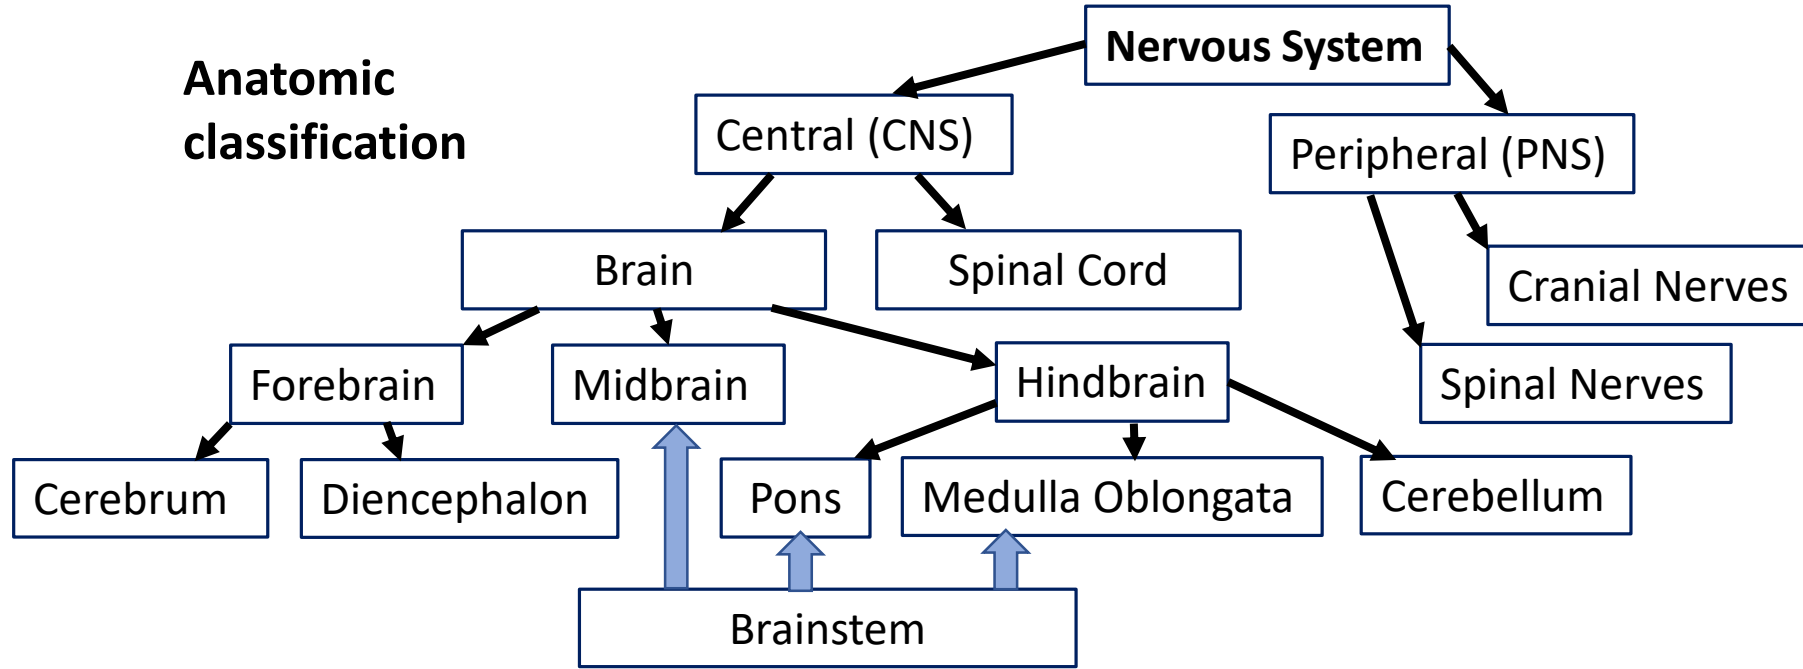 Anatomic
classification
Nervous System
Central (CNS)
Peripheral (PNS)
Brain
Spinal Cord
Cranial Nerves
Forebrain
Midbrain
Hindbrain
Spinal Nerves
Cerebrum
Diencephalon
Pons
Medulla Oblongata
Cerebellum
Brainstem